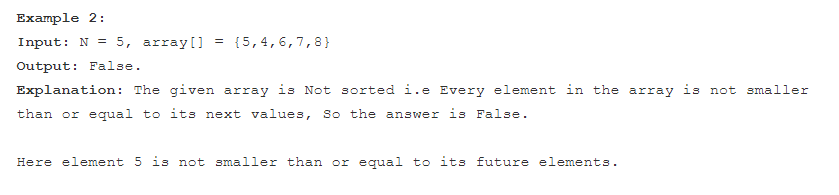 Example 2:
Input: N = 5, array[] = {5,4,6,7,8}
Output: False.
Explanation: The given array is Not sorted i.e Every element in the array is not smaller
than or equal to its next values, So the answer is False.
Here element 5 is not smaller than or equal to its future elements.